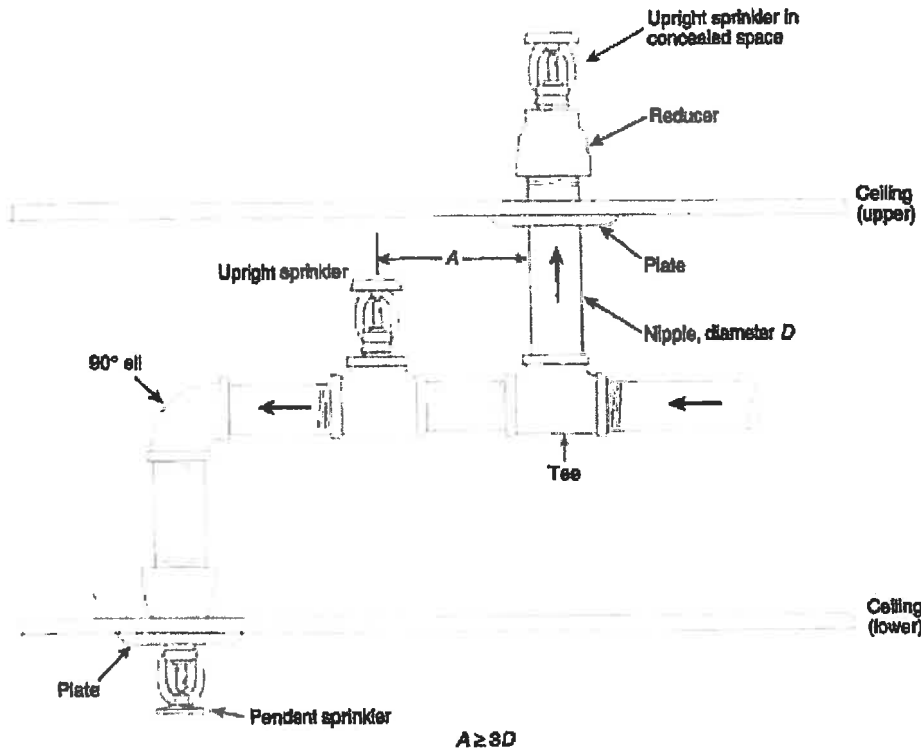 Upright sprinkler in
concealed space
Reducer
Ceiling
(upper)
A
Plate
Upright sprinkler
Nipple, diameter D
90° ell
Tee
Ceiling
(lower)
Plate
Pendant sprinkler
A ≥ 3D